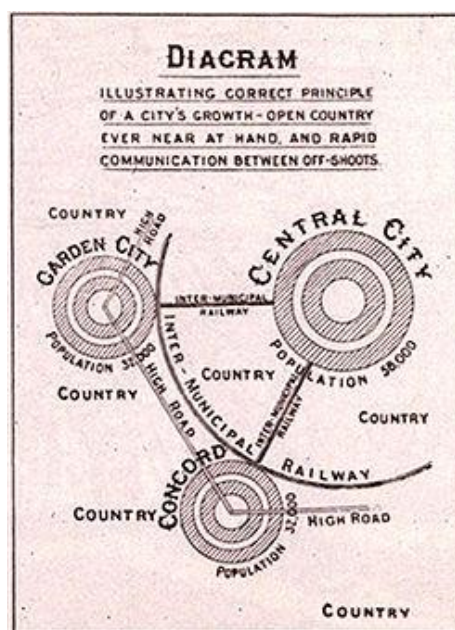 DIAGRAM
ILLUSTRATING CORRECT PRINCIPLE
OF A CITY'S GROWTH - OPEN COUNTRY
EVER NEAR AT HAND, AND RAPID
COMMUNICATION BETWEEN OFF-SHOOTS.
COUNTRY
HIGH
ROAD
GARDEN CITY
POPULATION 32,000
CENTRAL CITY
POPULATION 58,000
INTER-MUNICIPAL
RAILWAY
INTER-MUNICIPAL RAILWAY
COUNTRY
COUNTRY
HIGH ROAD
INTER-MUNICIPAL
RAILWAY
COUNTRY
CONCORD
POPULATION 32,000
COUNTRY
HIGH ROAD
COUNTRY